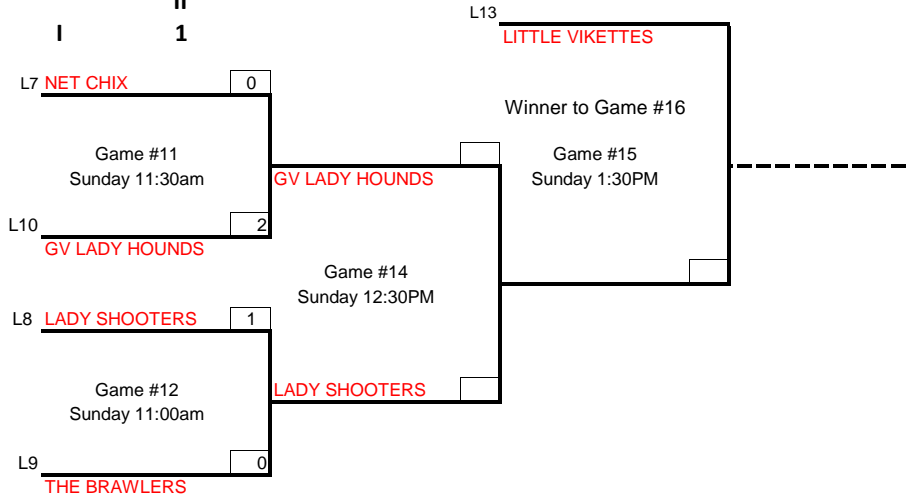 II
I 1
L13
LITTLE VIKETTES
L7 NET CHIX 0
Winner to Game #16
Game #11
Sunday 11:30am
GV LADY HOUNDS
Game #15
Sunday 1:30PM
L10 2
GV LADY HOUNDS
Game #14
Sunday 12:30PM
L8 LADY SHOOTERS 1
Game #12
Sunday 11:00am
LADY SHOOTERS
L9 0
THE BRAWLERS